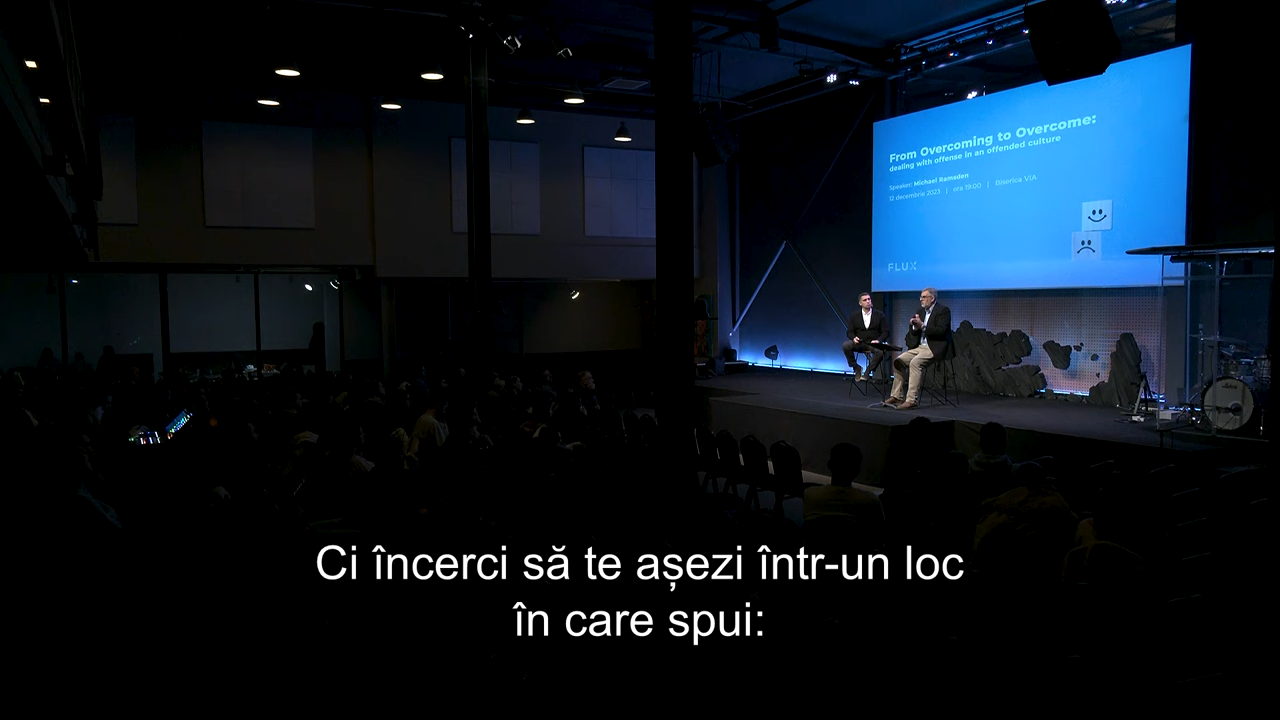 From Overcoming to Overcome:
dealing with offense in an offended culture
Speaker: Michael Ramsden
12 decembrie 2023 | ora 19:00 | Biserica VIA
FLUX
Ci încerci să te așezi într-un loc
în care spui: